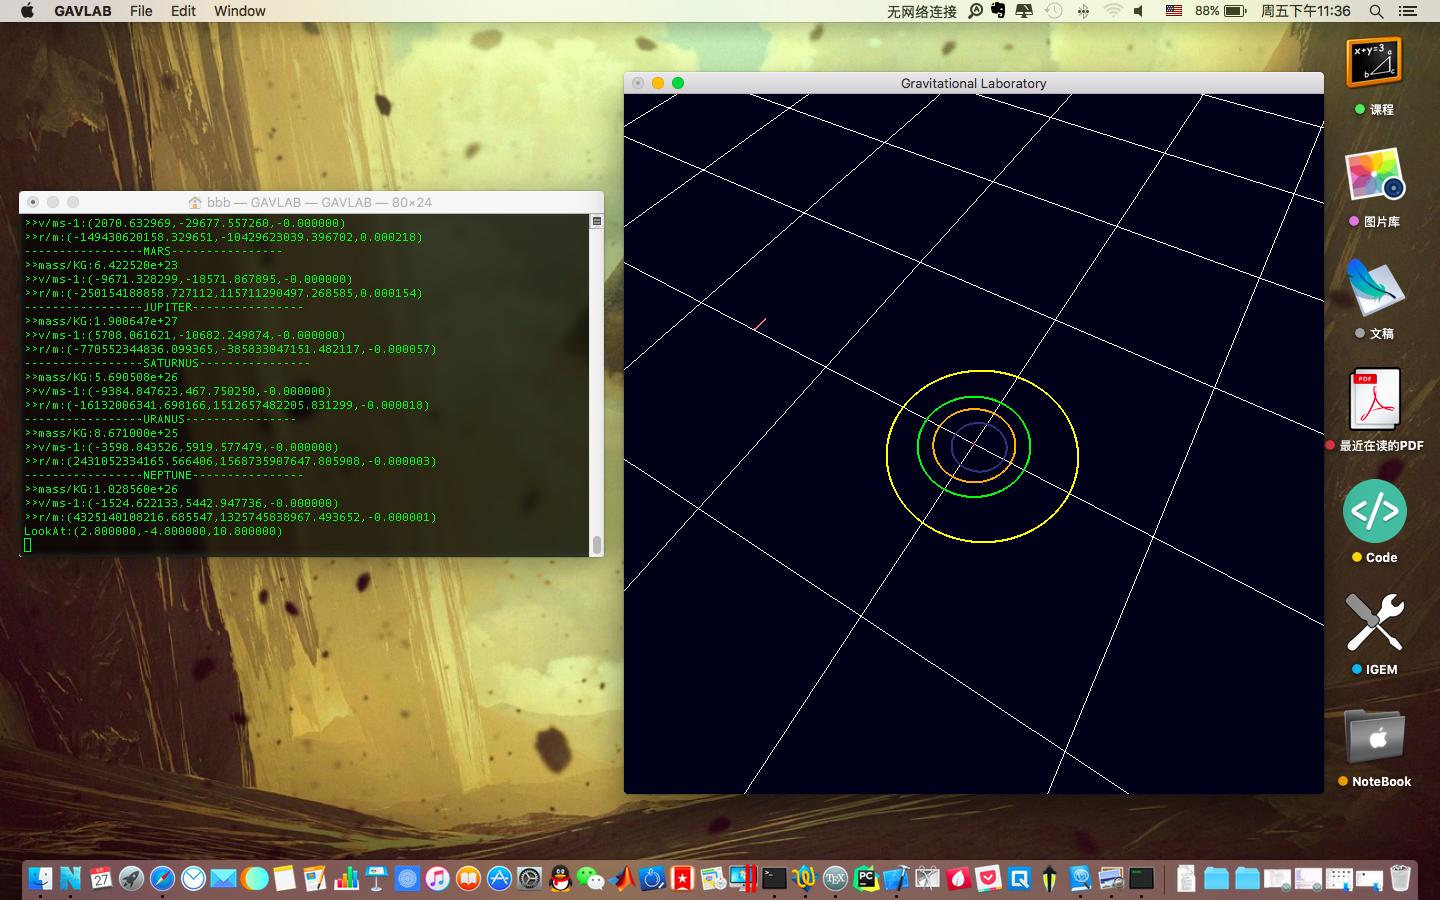 GAVLAB File Edit Window
无网络连接 88% 周五下午11:36
Gravitational Laboratory
bbb — GAVLAB — GAVLAB — 80×24
>>v/ms-1:(2070.632969,-29677.557260,-0.000000)
>>r/m:(-149430620158.329651,-10429623039.396702,0.000218)
-----------------MARS----------------
>>mass/KG:6.422520e+23
>>v/ms-1:(-9671.328299,-18571.867895,-0.000000)
>>r/m:(-250154188858.727112,115711290497.268585,0.000154)
-----------------JUPITER----------------
>>mass/KG:1.900647e+27
>>v/ms-1:(5708.061621,-10682.249874,-0.000000)
>>r/m:(-770552344836.099365,-385833047151.482117,-0.000057)
-----------------SATURNUS----------------
>>mass/KG:5.690508e+26
>>v/ms-1:(-9384.847623,467.750250,-0.000000)
>>r/m:(-16132006341.698166,1512657482205.831299,-0.000018)
-----------------URANUS----------------
>>mass/KG:8.671000e+25
>>v/ms-1:(-3598.843526,5919.577479,-0.000000)
>>r/m:(2431052334165.566406,1568735907647.805908,-0.000003)
-----------------NEPTUNE----------------
>>mass/KG:1.028560e+26
>>v/ms-1:(-1524.622133,5442.947736,-0.000000)
>>r/m:(4325140108216.685547,1325745838967.493652,-0.000001)
LookAt:(2.800000,-4.800000,10.800000)
x+y=3
a
b
c
课程
图片库
文稿
PDF
最近在读的PDF
</>
Code
IGEM
NoteBook
27
TEX
PC